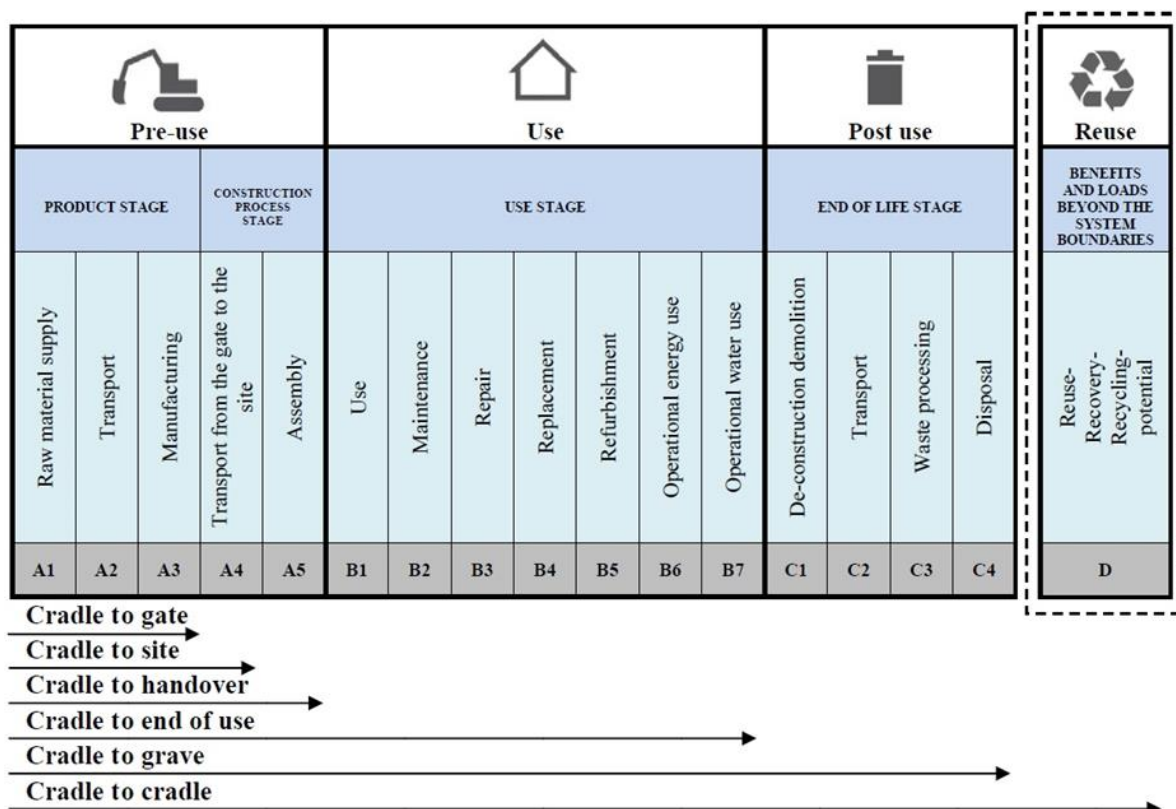 Pre-use
Use
Post use
Reuse
PRODUCT STAGE
CONSTRUCTION
PROCESS
STAGE
USE STAGE
END OF LIFE STAGE
BENEFITS
AND LOADS
BEYOND THE
SYSTEM
BOUNDARIES
Raw material supply
Transport
Manufacturing
Transport from the gate to the
site
Assembly
Use
Maintenance
Repair
Replacement
Refurbishment
Operational energy use
Operational water use
De-construction demolition
Transport
Waste processing
Disposal
Reuse-
Recovery-
Recycling-
potential
A1
A2
A3
A4
A5
B1
B2
B3
B4
B5
B6
B7
C1
C2
C3
C4
D
Cradle to gate
Cradle to site
Cradle to handover
Cradle to end of use
Cradle to grave
Cradle to cradle